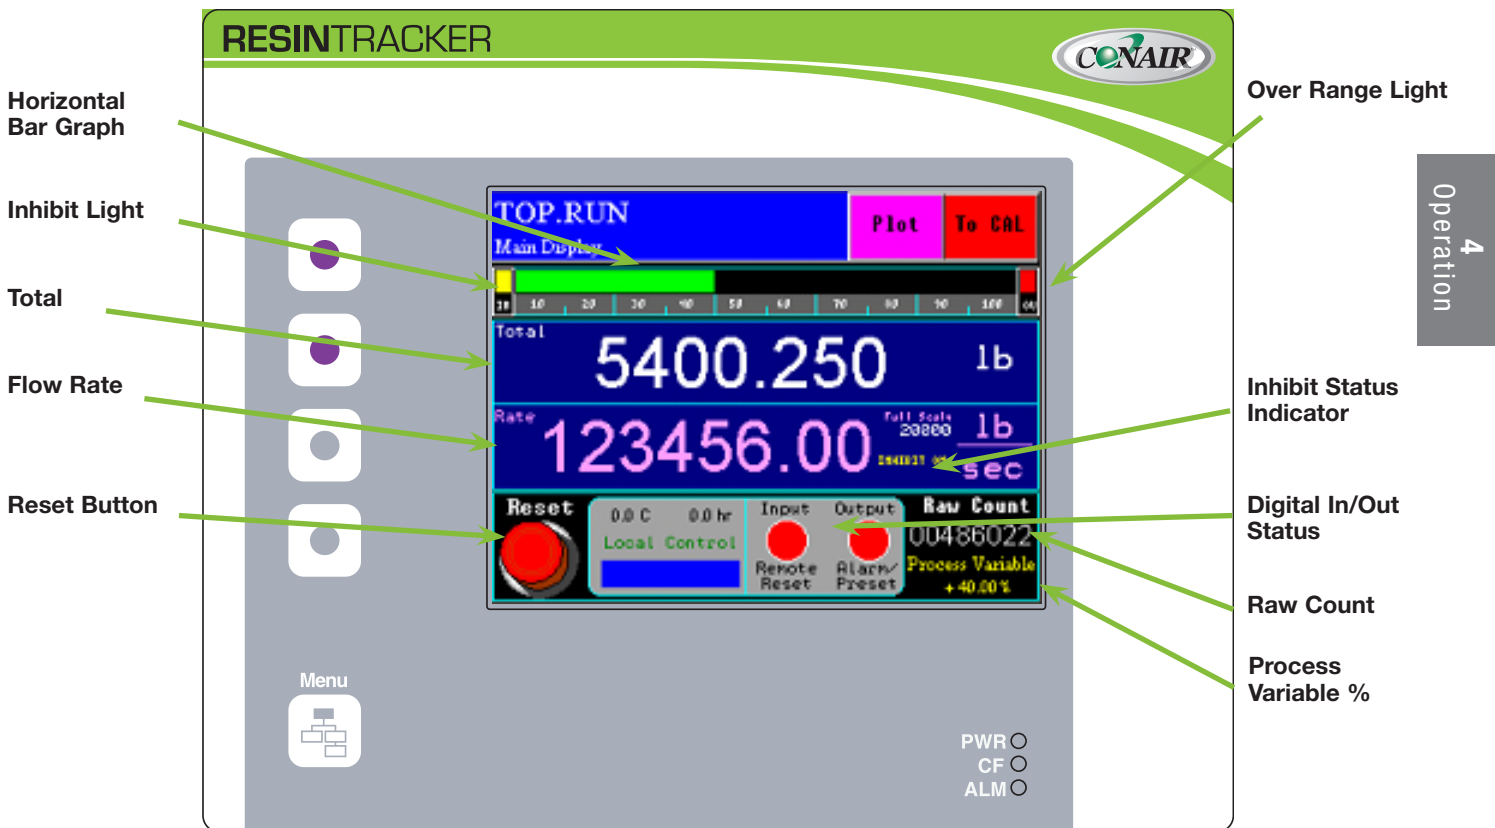 RESINTRACKER
CONAIR
Horizontal
Bar Graph
Inhibit Light
Total
Flow Rate
Reset Button
Over Range Light
Inhibit Status
Indicator
Digital In/Out
Status
Raw Count
Process
Variable %
4
Operation
TOP.RUN
Main Display
Plot
To CAL
10 20 30 40 50 60 70 80 90 100
Total
5400.250
lb
Rate
123456.00
Full Scale
20000
INHIBIT
lb
sec
Reset
0.0 C 0.0 hr
Local Control
Input
Remote
Reset
Output
Alarm/
Preset
Raw Count
00486022
Process Variable
+ 40.00 %
Menu
PWR
CF
ALM